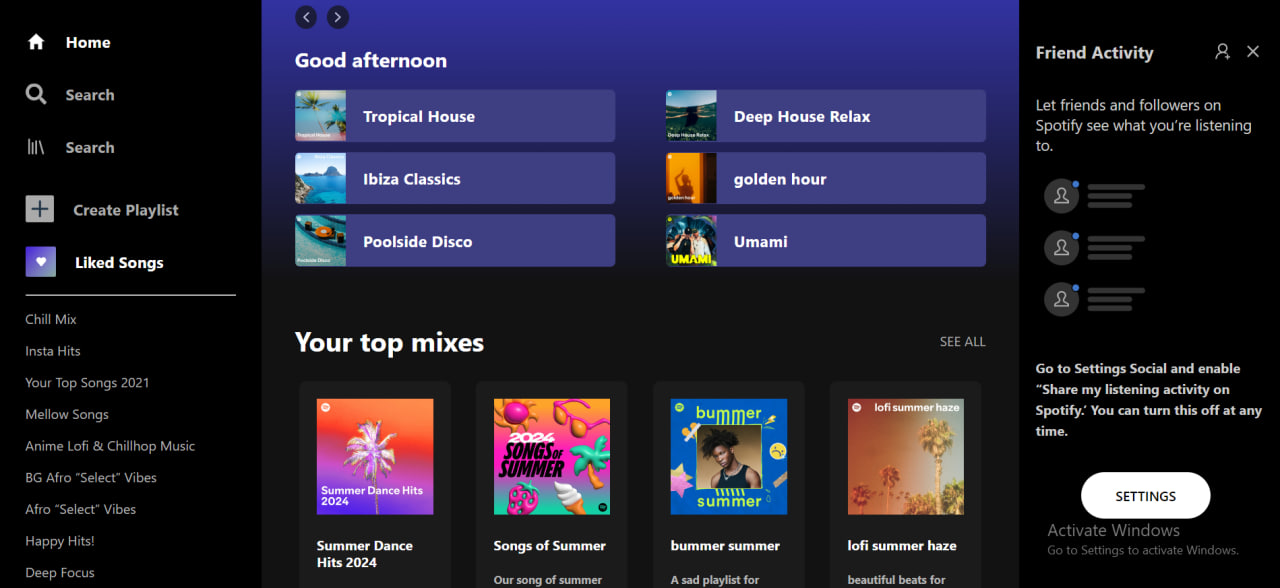 Home
Search
Search
Create Playlist
Liked Songs
Chill Mix
Insta Hits
Your Top Songs 2021
Mellow Songs
Anime Lofi & Chillhop Music
BG Afro “Select” Vibes
Afro “Select” Vibes
Happy Hits!
Deep Focus
Good afternoon
Tropical House
Tropical House
Deep House Relax
Deep House Relax
Ibiza Classics
Ibiza Classics
golden hour
golden hour
Poolside Disco
Poolside Disco
UMAMI
Umami
Your top mixes
SEE ALL
Summer Dance Hits
2024
Summer Dance
Hits 2024
2024
SONGS OF
SUMMER
Songs of Summer
Our song of summer
bummer
summer
bummer summer
A sad playlist for
lofi summer haze
lofi summer haze
beautiful beats for
Friend Activity
Let friends and followers on
Spotify see what you’re listening
to.
Go to Settings Social and enable
“Share my listening activity on
Spotify.’ You can turn this off at any
time.
SETTINGS
Activate Windows
Go to Settings to activate Windows.